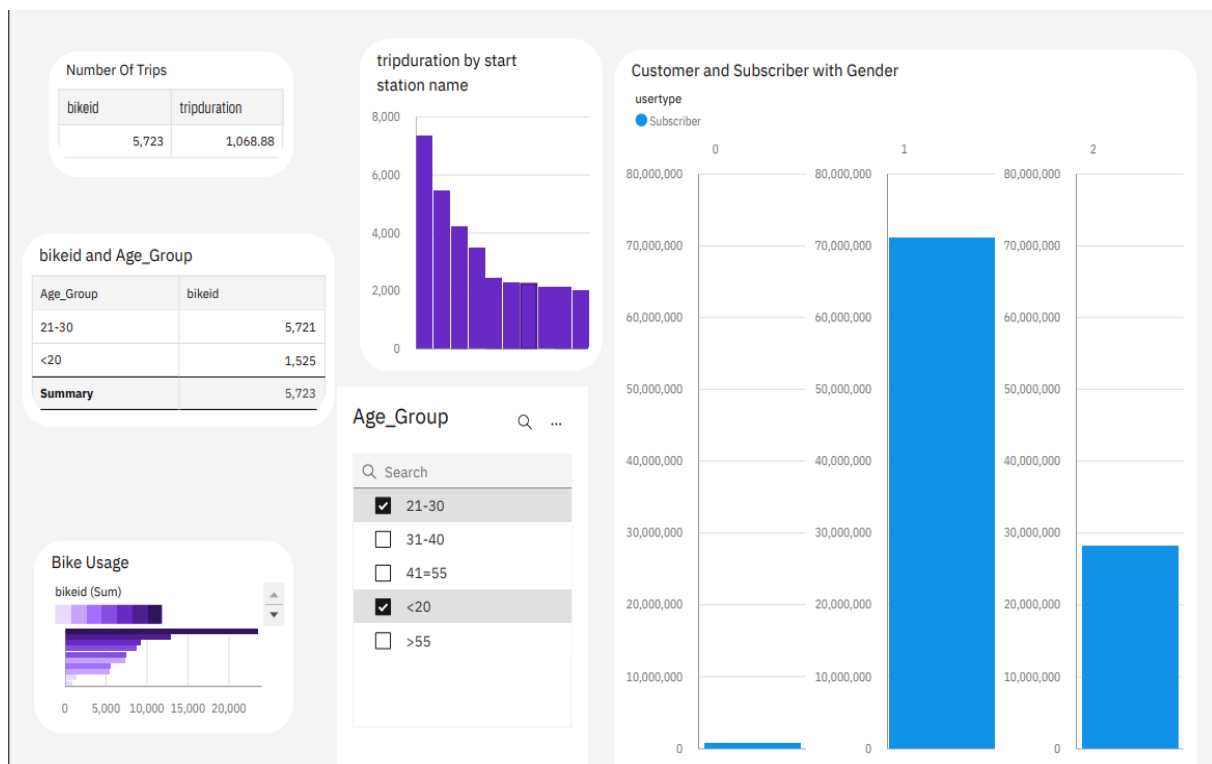 Number Of Trips
bikeid tripduration
5,723 1,068.88
bikeid and Age_Group
Age_Group bikeid
21-30 5,721
<20 1,525
Summary 5,723
Bike Usage
bikeid (Sum)
0 5,000 10,000 15,000 20,000
tripduration by start
station name
8,000
6,000
4,000
2,000
0
Age_Group
Search
21-30
31-40
41=55
<20
>55
Customer and Subscriber with Gender
usertype
Subscriber
0 1 2
80,000,000 80,000,000 80,000,000
70,000,000 70,000,000 70,000,000
60,000,000 60,000,000 60,000,000
50,000,000 50,000,000 50,000,000
40,000,000 40,000,000 40,000,000
30,000,000 30,000,000 30,000,000
20,000,000 20,000,000 20,000,000
10,000,000 10,000,000 10,000,000
0 0 0